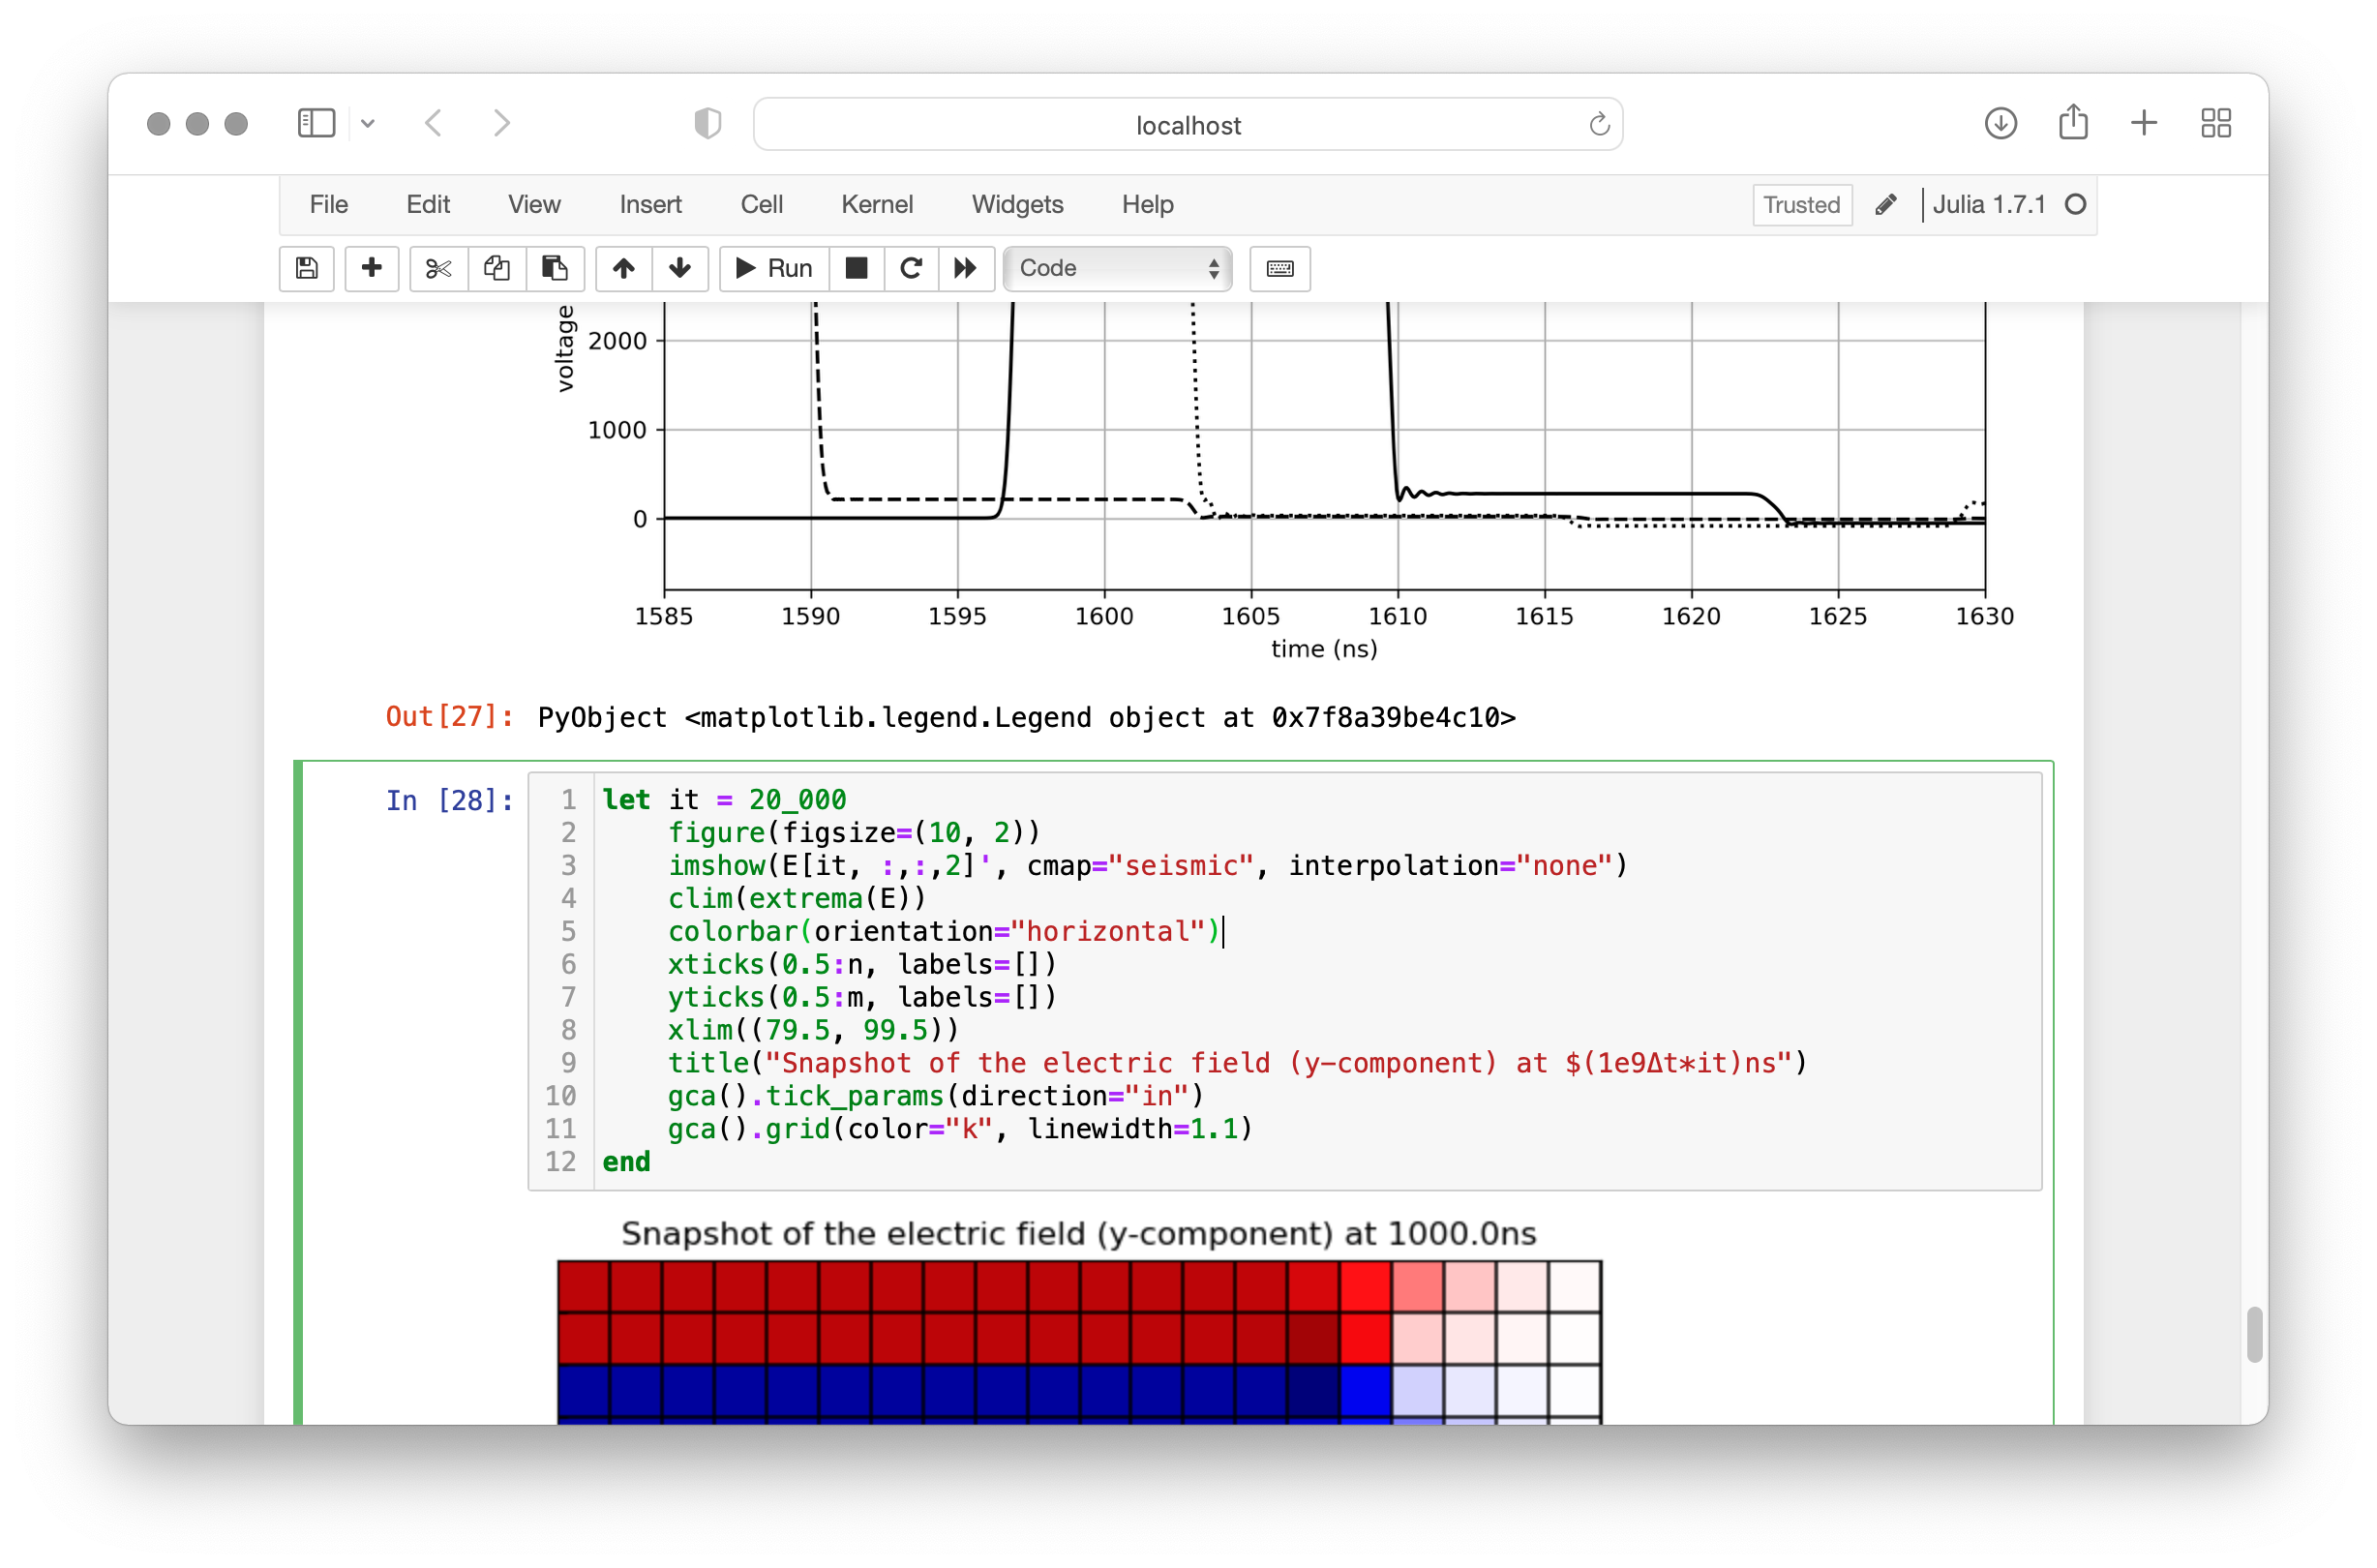 localhost
File Edit View Insert Cell Kernel Widgets Help Trusted Julia 1.7.1
Run Code
voltage
2000
1000
0
1585 1590 1595 1600 1605 1610 1615 1620 1625 1630
time (ns)
Out[27]: PyObject <matplotlib.legend.Legend object at 0x7f8a39be4c10>
In [28]:
1 let it = 20_000
2     figure(figsize=(10, 2))
3     imshow(E[it, :,:,2]', cmap="seismic", interpolation="none")
4     clim(extrema(E))
5     colorbar(orientation="horizontal")
6     xticks(0.5:n, labels=[])
7     yticks(0.5:m, labels=[])
8     xlim((79.5, 99.5))
9     title("Snapshot of the electric field (y-component) at $(1e9Δt*it)ns")
10     gca().tick_params(direction="in")
11     gca().grid(color="k", linewidth=1.1)
12 end
Snapshot of the electric field (y-component) at 1000.0ns